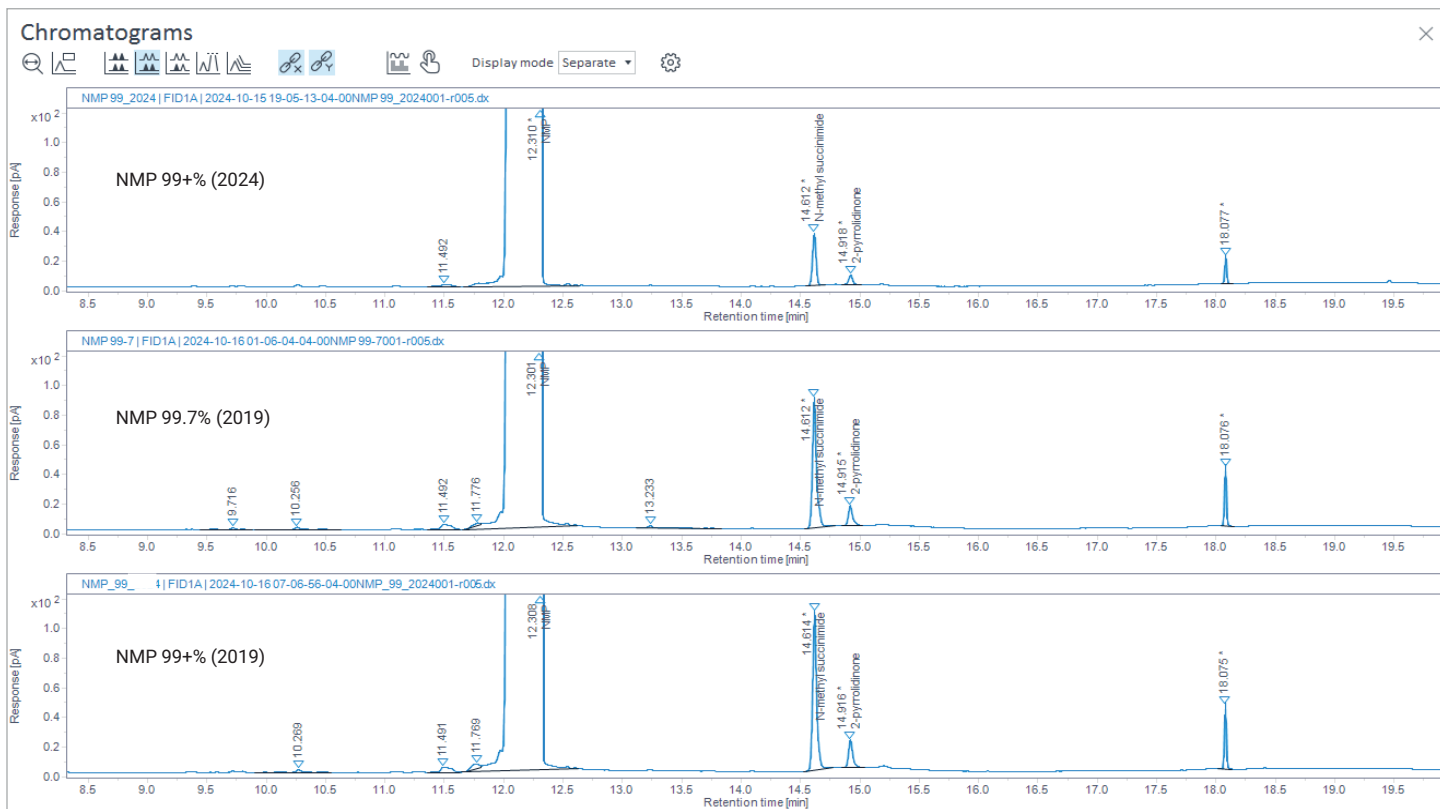 Chromatograms
Display mode Separate
NMP 99_2024 | FID1A | 2024-10-15 19-05-13-04-00NMP 99_2024001-r005.dx
x10 2
Response [pA]
1.0
0.8
0.6
0.4
0.2
0.0
NMP 99+% (2024)
11.492
12.310 *
NMP
14.612 *
N-methyl succinimide
14.918 *
2-pyrrolidinone
18.077 *
8.5 9.0 9.5 10.0 10.5 11.0 11.5 12.0 12.5 13.0 13.5 14.0 14.5 15.0 15.5 16.0 16.5 17.0 17.5 18.0 18.5 19.0 19.5
Retention time [min]
NMP 99-7 | FID1A | 2024-10-16 01-06-04-04-00NMP 99-7001-r005.dx
x10 2
Response [pA]
1.0
0.8
0.6
0.4
0.2
0.0
NMP 99.7% (2019)
9.716
10.256
11.492
11.776
12.301
NMP
13.233
14.612 *
N-methyl succinimide
14.915 *
2-pyrrolidinone
18.076 *
8.5 9.0 9.5 10.0 10.5 11.0 11.5 12.0 12.5 13.0 13.5 14.0 14.5 15.0 15.5 16.0 16.5 17.0 17.5 18.0 18.5 19.0 19.5
Retention time [min]
NMP_99_ | FID1A | 2024-10-16 07-06-56-04-00NMP_99_2024001-r005.dx
x10 2
Response [pA]
1.0
0.8
0.6
0.4
0.2
0.0
NMP 99+% (2019)
10.269
11.491
11.769
12.308
NMP
14.614 *
N-methyl succinimide
14.916 *
2-pyrrolidinone
18.075 *
8.5 9.0 9.5 10.0 10.5 11.0 11.5 12.0 12.5 13.0 13.5 14.0 14.5 15.0 15.5 16.0 16.5 17.0 17.5 18.0 18.5 19.0 19.5
Retention time [min]